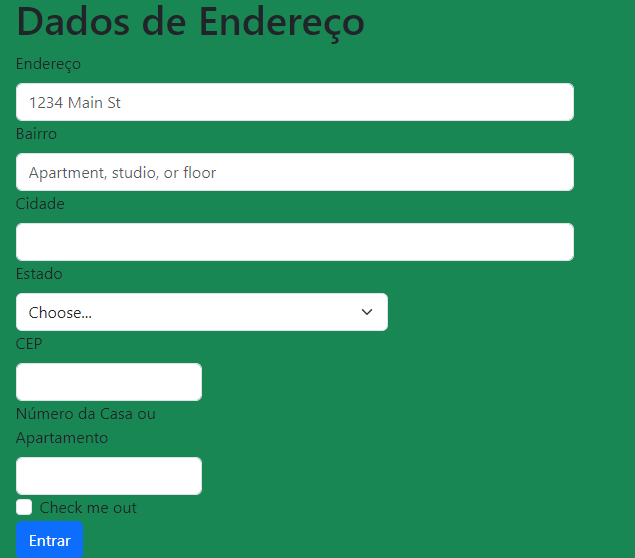 Dados de Endereço
Endereço
1234 Main St
Bairro
Apartment, studio, or floor
Cidade
Estado
Choose...
CEP
Número da Casa ou
Apartamento
Check me out
Entrar